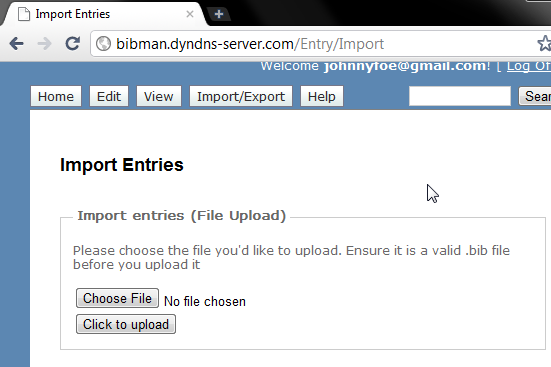 Import Entries
bibman.dyndns-server.com/Entry/Import
Welcome johnnyfoe@gmail.com! [ Log Of
Home Edit View Import/Export Help Sear
Import Entries
Import entries (File Upload)
Please choose the file you'd like to upload. Ensure it is a valid .bib file
before you upload it
Choose File No file chosen
Click to upload